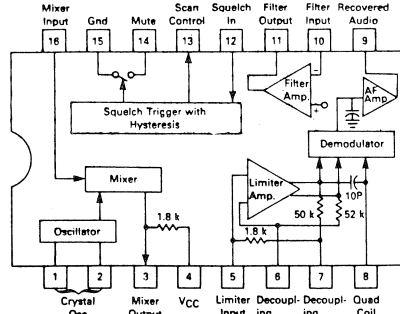 Mixer Input
Gnd
Mute
Scan Control
Squelch In
Filter Output
Filter Input
Recovered Audio
16
15
14
13
12
11
10
9
Squelch Trigger with Hysteresis
Filter Amp.
−
+
AF Amp.
Demodulator
Mixer
Limiter Amp.
10P
50 k
52 k
1.8 k
1.8 k
Oscillator
1
2
3
4
5
6
7
8
Crystal Osc
Mixer Output
VCC
Limiter Input
Decoupl- ing
Decoupl- ing
Quad Coil